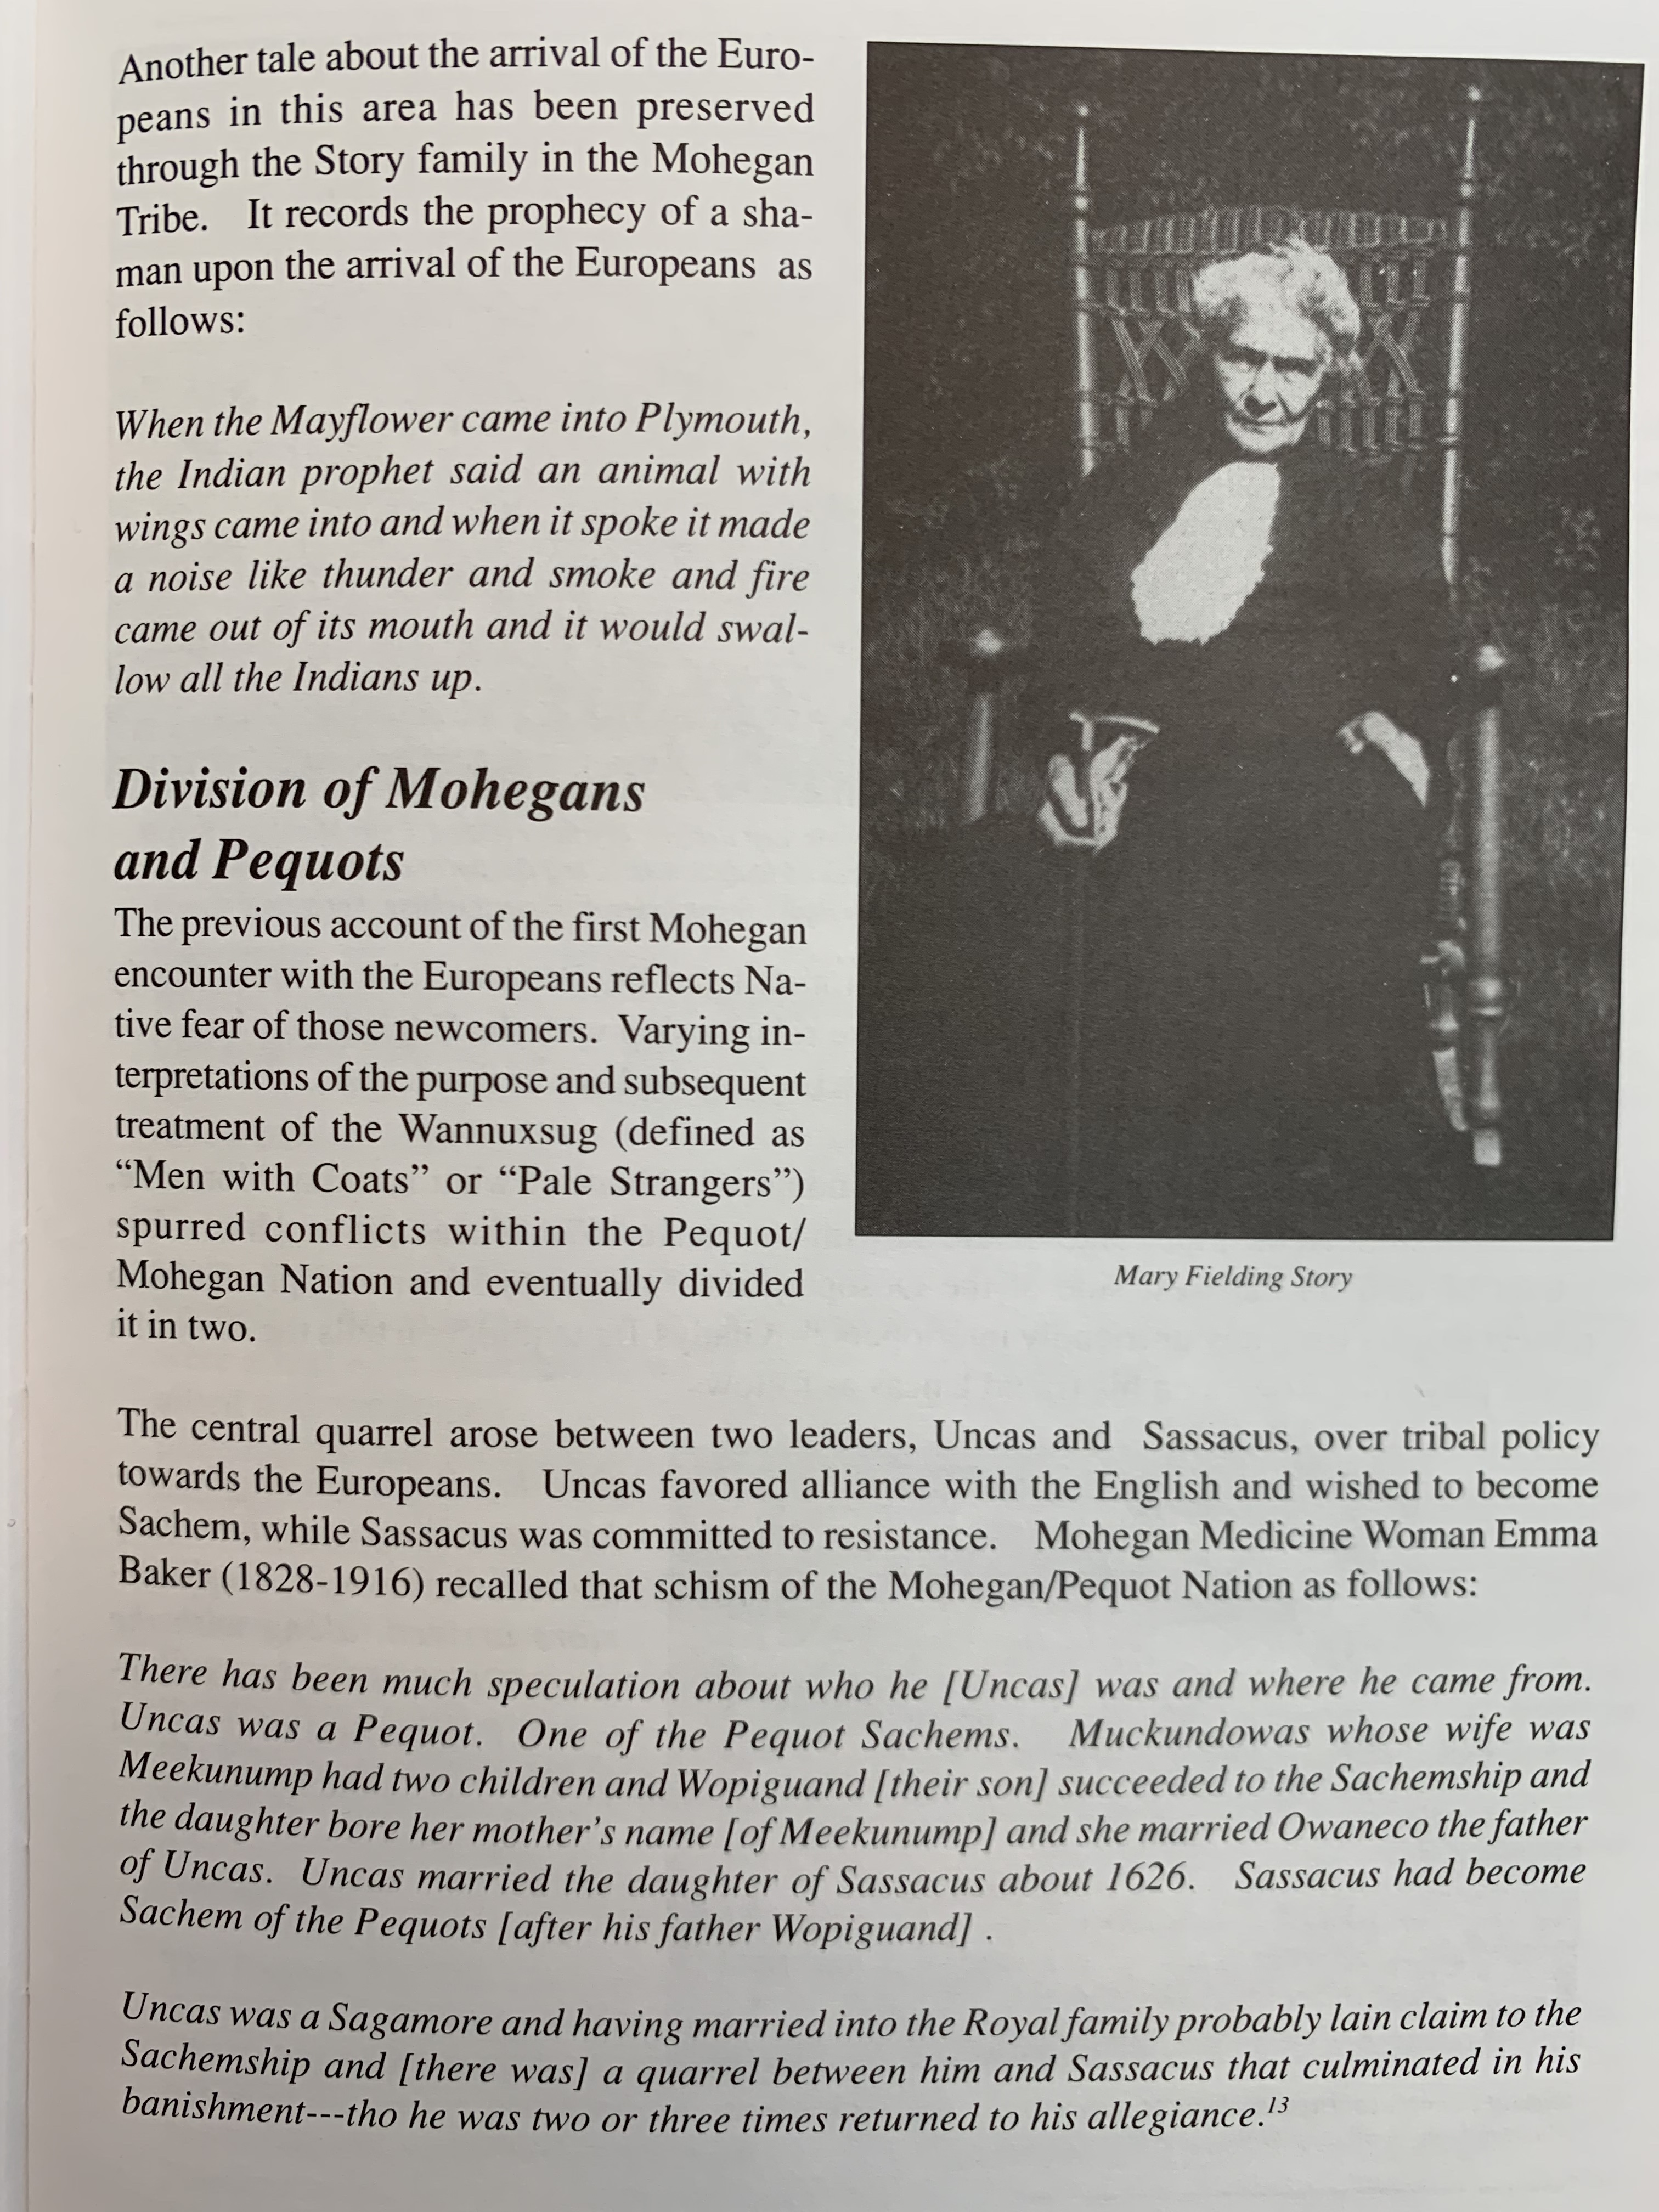 Another tale about the arrival of the Euro-
peans in this area has been preserved
through the Story family in the Mohegan
Tribe. It records the prophecy of a sha-
man upon the arrival of the Europeans as
follows:
When the Mayflower came into Plymouth,
the Indian prophet said an animal with
wings came into and when it spoke it made
a noise like thunder and smoke and fire
came out of its mouth and it would swal-
low all the Indians up.
Division of Mohegans
and Pequots
The previous account of the first Mohegan
encounter with the Europeans reflects Na-
tive fear of those newcomers. Varying in-
terpretations of the purpose and subsequent
treatment of the Wannuxsug (defined as
“Men with Coats” or “Pale Strangers”)
spurred conflicts within the Pequot/
Mohegan Nation and eventually divided
it in two.
Mary Fielding Story
The central quarrel arose between two leaders, Uncas and Sassacus, over tribal policy
towards the Europeans. Uncas favored alliance with the English and wished to become
Sachem, while Sassacus was committed to resistance. Mohegan Medicine Woman Emma
Baker (1828-1916) recalled that schism of the Mohegan/Pequot Nation as follows:
There has been much speculation about who he [Uncas] was and where he came from.
Uncas was a Pequot. One of the Pequot Sachems. Muckundowas whose wife was
Meekunump had two children and Wopiguand [their son] succeeded to the Sachemship and
the daughter bore her mother’s name [of Meekunump] and she married Owaneco the father
of Uncas. Uncas married the daughter of Sassacus about 1626. Sassacus had become
Sachem of the Pequots [after his father Wopiguand] .
Uncas was a Sagamore and having married into the Royal family probably lain claim to the
Sachemship and [there was] a quarrel between him and Sassacus that culminated in his
banishment---tho he was two or three times returned to his allegiance.13